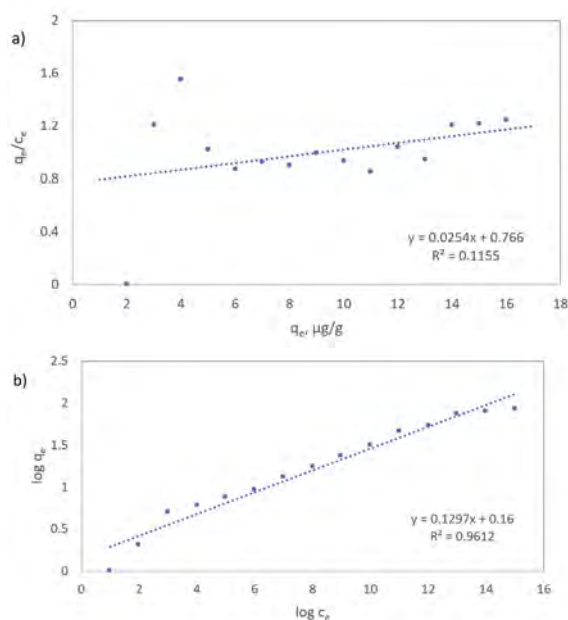 a)
2
1.6
1.2
0.8
0.4
0
qe/ce
y = 0.0254x + 0.766
R² = 0.1155
0 2 4 6 8 10 12 14 16 18
qe, µg/g
b)
2.5
2
1.5
1
0.5
0
log qe
y = 0.1297x + 0.16
R² = 0.9612
0 2 4 6 8 10 12 14 16
log ce